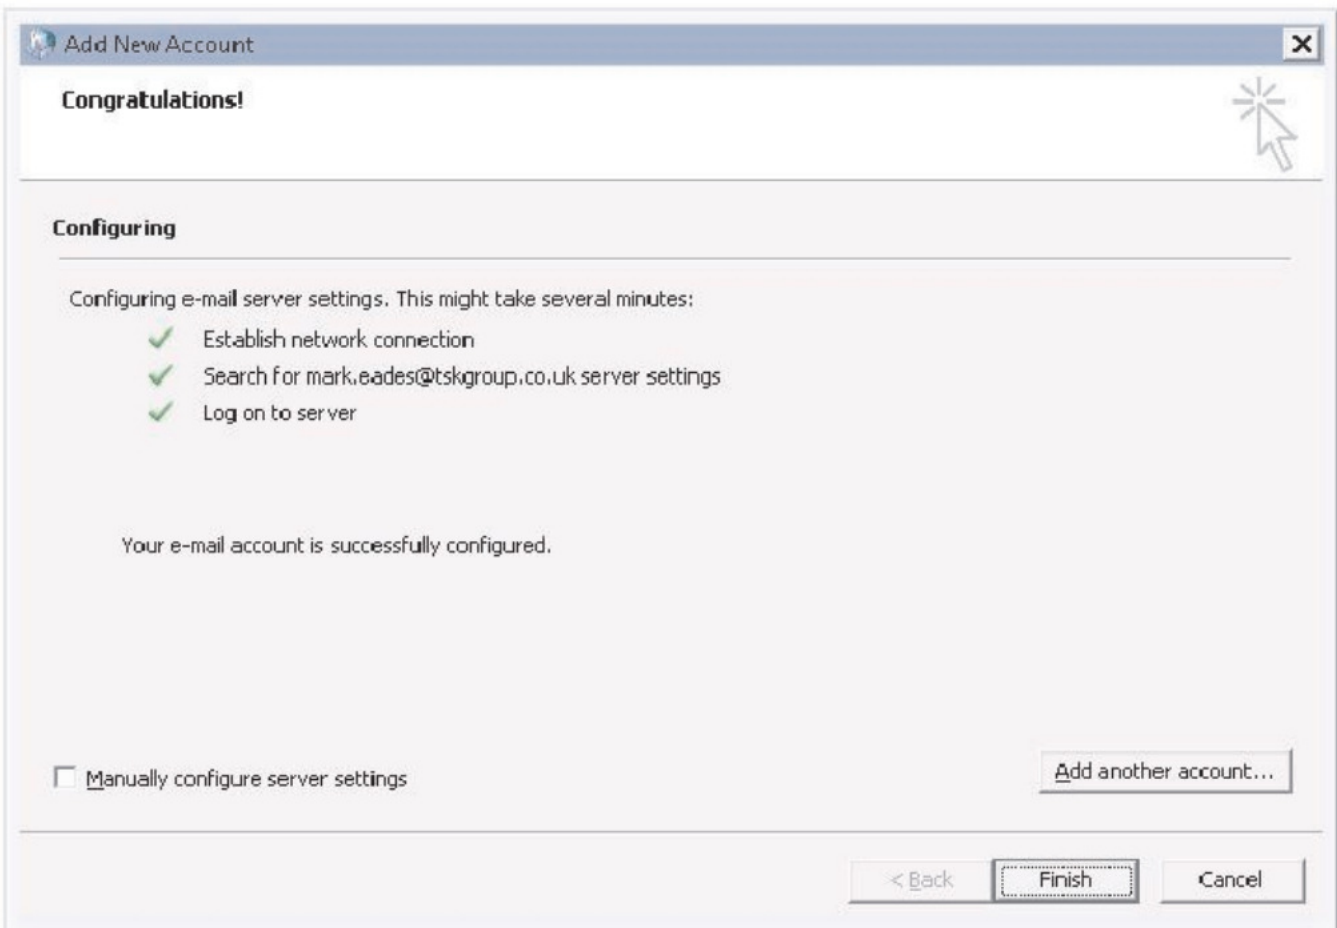 Add New Account
Congratulations!
Configuring
Configuring e-mail server settings. This might take several minutes:
Establish network connection
Search for mark.eades@tskgroup.co.uk server settings
Log on to server
Your e-mail account is successfully configured.
Manually configure server settings
Add another account...
< Back
Finish
Cancel